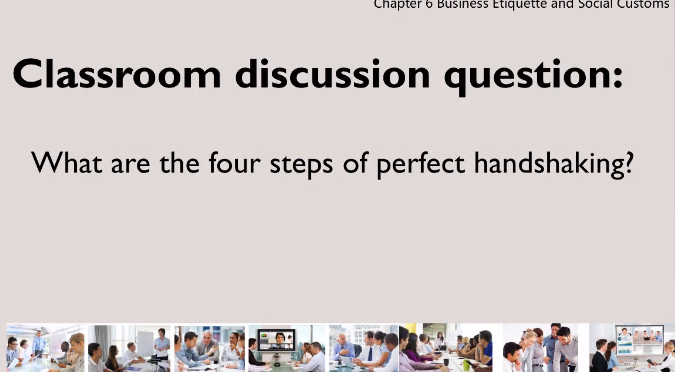 Chapter 6 Business Etiquette and Social Customs
Classroom discussion question:
What are the four steps of perfect handshaking?